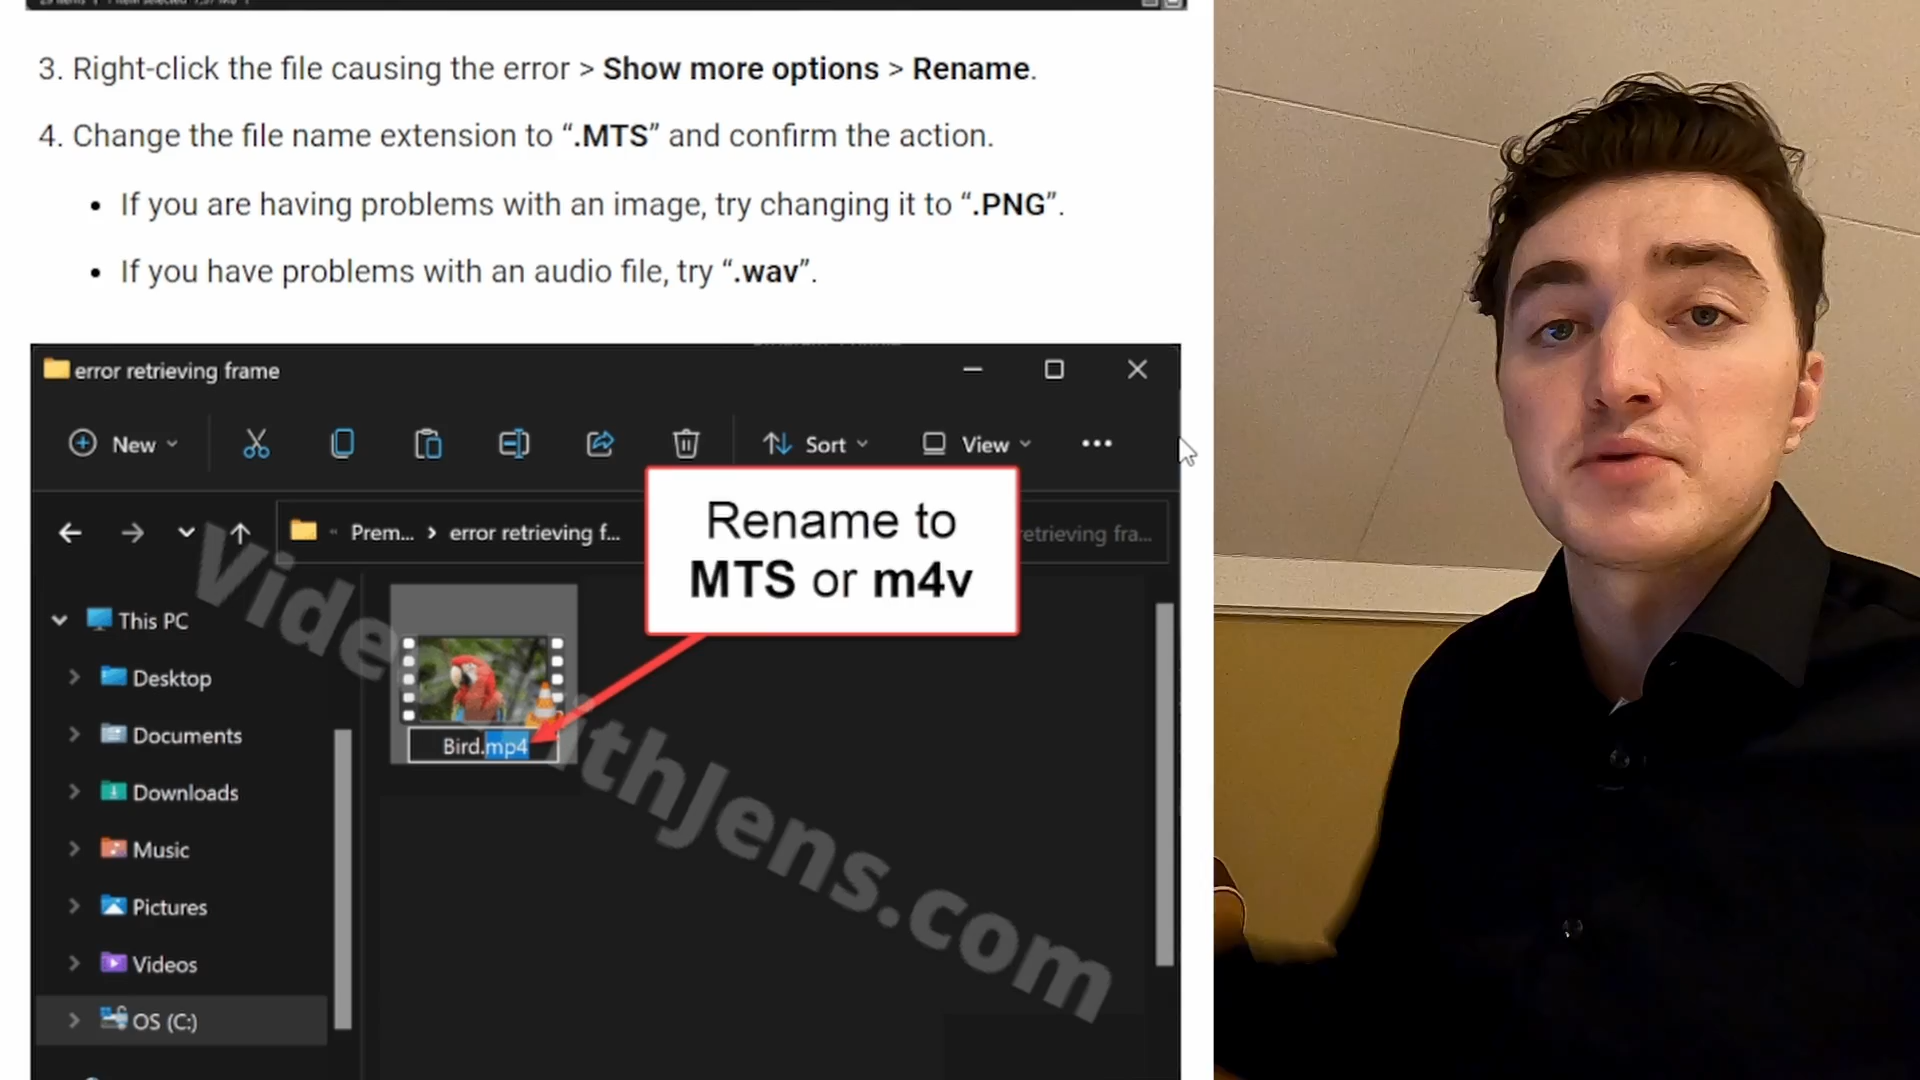 3. Right-click the file causing the error > Show more options > Rename.
4. Change the file name extension to “.MTS” and confirm the action.
• If you are having problems with an image, try changing it to “.PNG”.
• If you have problems with an audio file, try “.wav”.
error retrieving frame
New
Sort
View
Rename to
MTS or m4v
Prem... > error retrieving f...
retrieving fra...
This PC
Desktop
Documents
Downloads
Music
Pictures
Videos
OS (C:)
Bird.mp4